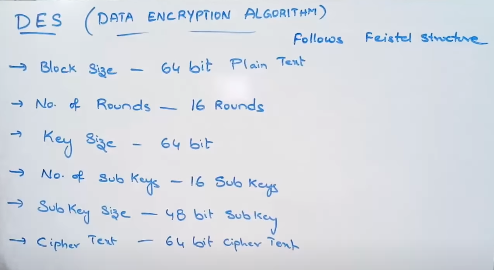 DES (DATA ENCRYPTION ALGORITHM)
Follows Feistel Structure
→ Block Size – 64 bit Plain Text
→ No. of Rounds – 16 Rounds
→ Key Size – 64 bit
→ No. of Sub Keys – 16 Sub Keys
→ Sub Key Size – 48 bit Sub Key
→ Cipher Text – 64 bit Cipher Text